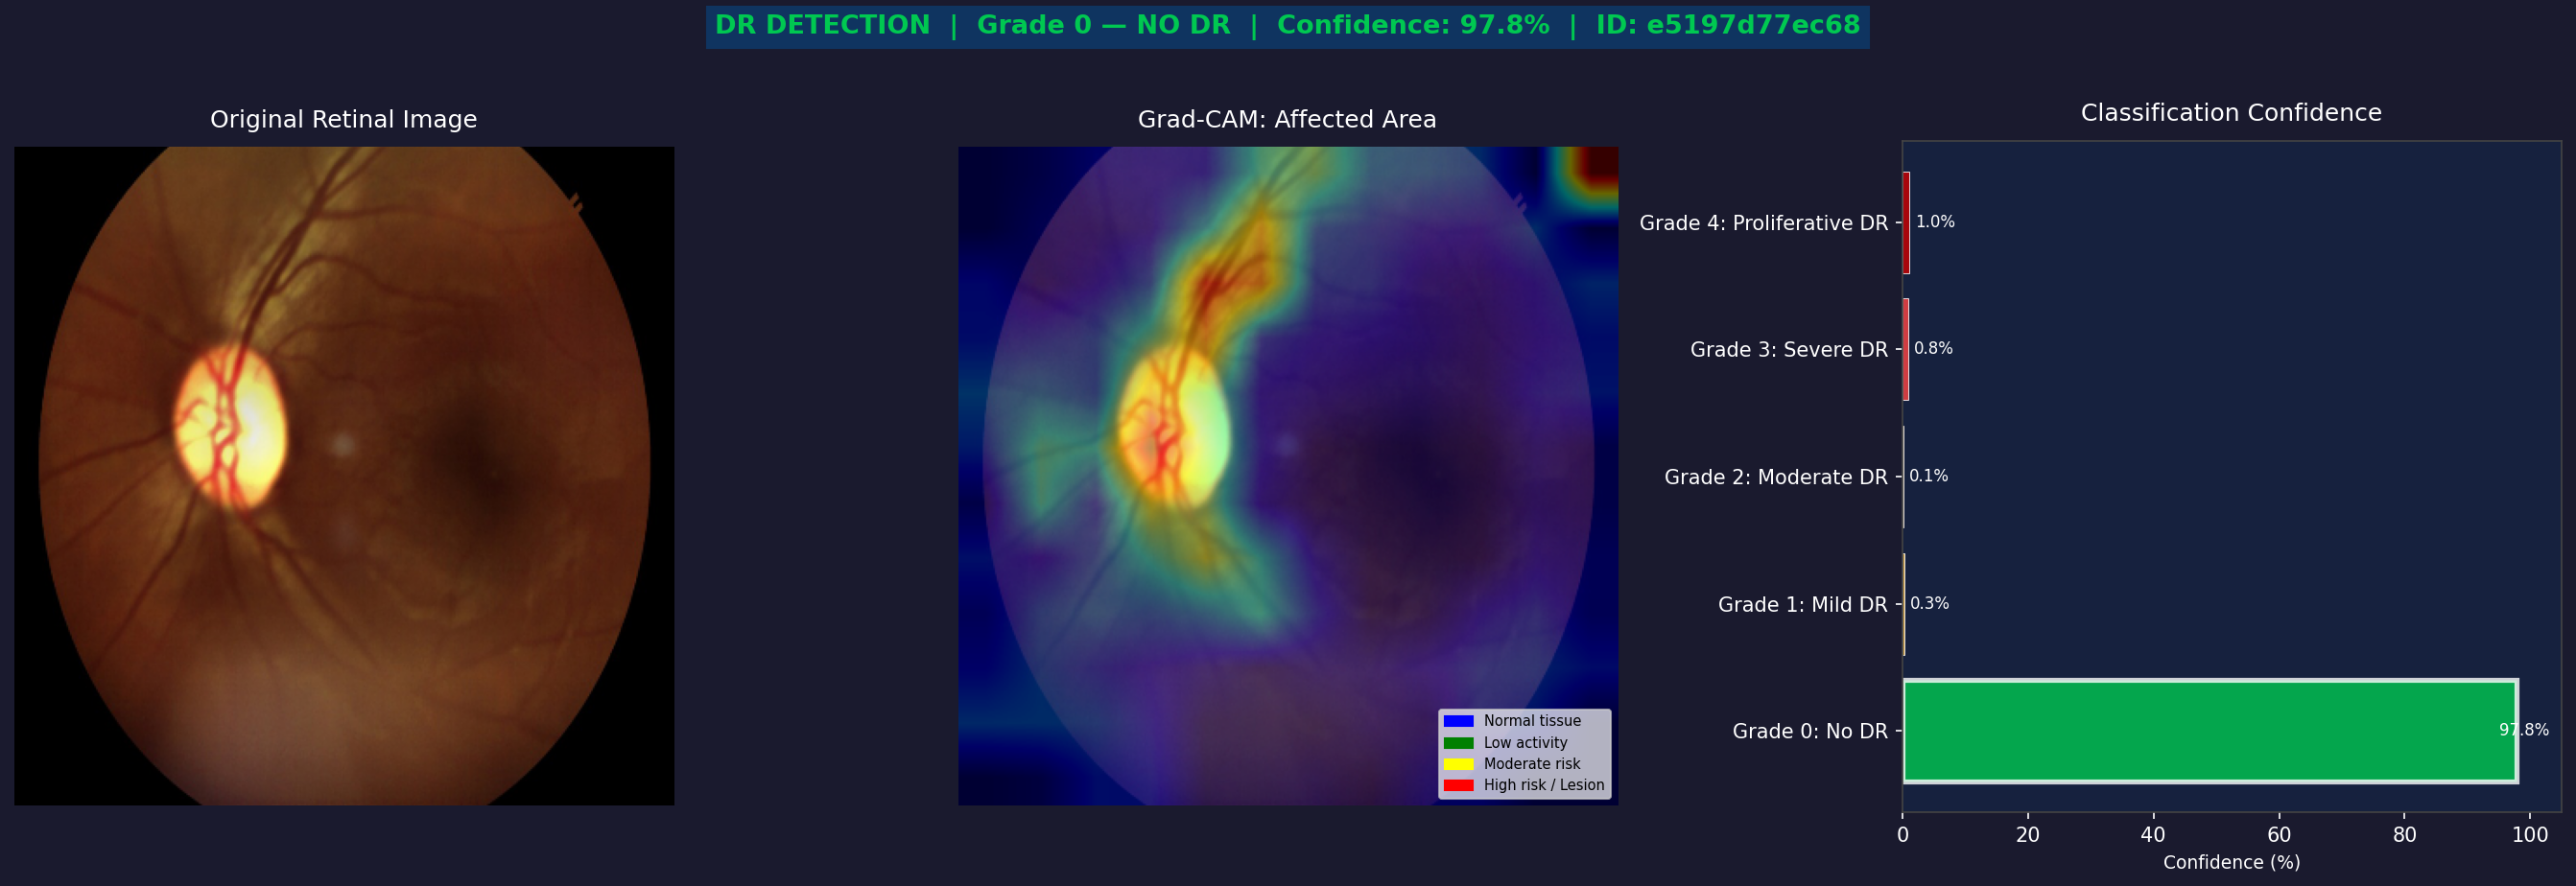 DR DETECTION | Grade 0 — NO DR | Confidence: 97.8% | ID: e5197d77ec68
Original Retinal Image
Grad-CAM: Affected Area
Normal tissue
Low activity
Moderate risk
High risk / Lesion
Classification Confidence
Grade 4: Proliferative DR
1.0%
Grade 3: Severe DR
0.8%
Grade 2: Moderate DR
0.1%
Grade 1: Mild DR
0.3%
Grade 0: No DR
97.8%
0 20 40 60 80 100
Confidence (%)